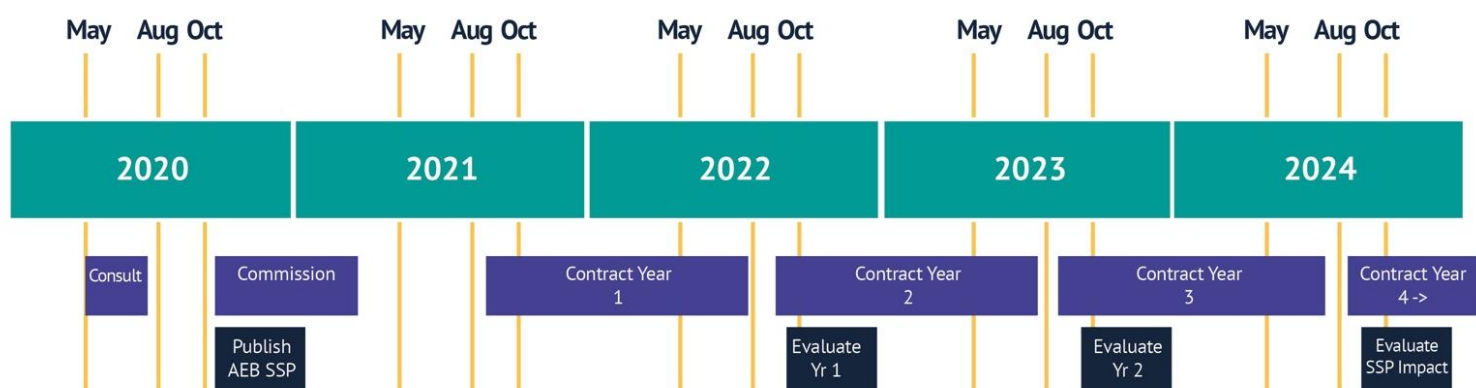 May Aug Oct May Aug Oct May Aug Oct May Aug Oct May Aug Oct
2020 2021 2022 2023 2024
Consult
Commission
Contract Year
1
Contract Year
2
Contract Year
3
Contract Year
4 ->
Publish
AEB SSP
Evaluate
Yr 1
Evaluate
Yr 2
Evaluate
SSP Impact